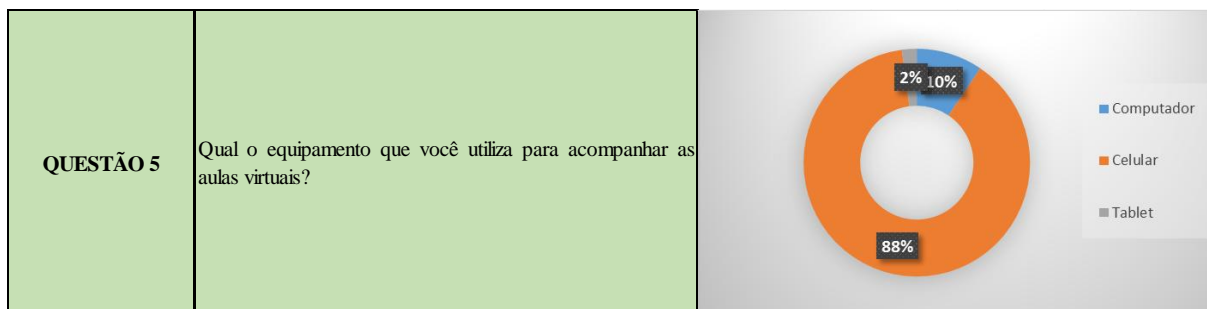 QUESTÃO 5
Qual o equipamento que você utiliza para acompanhar as
aulas virtuais?
2%
10%
88%
Computador
Celular
Tablet